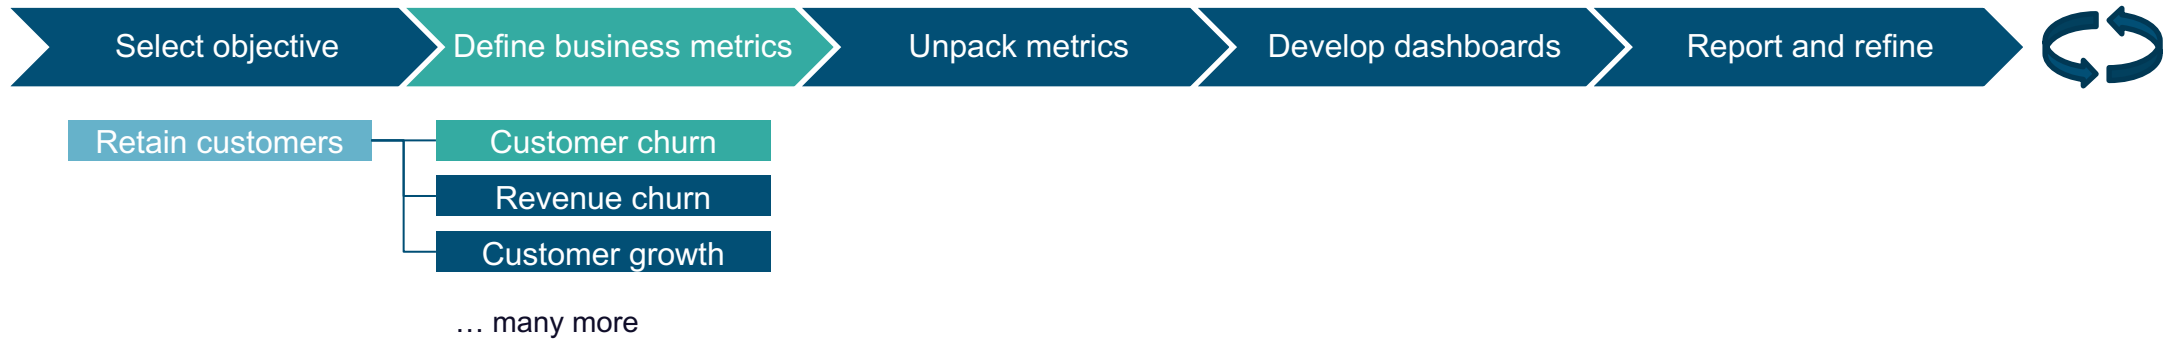 Select objective
Define business metrics
Unpack metrics
Develop dashboards
Report and refine
Retain customers
Customer churn
Revenue churn
Customer growth
… many more